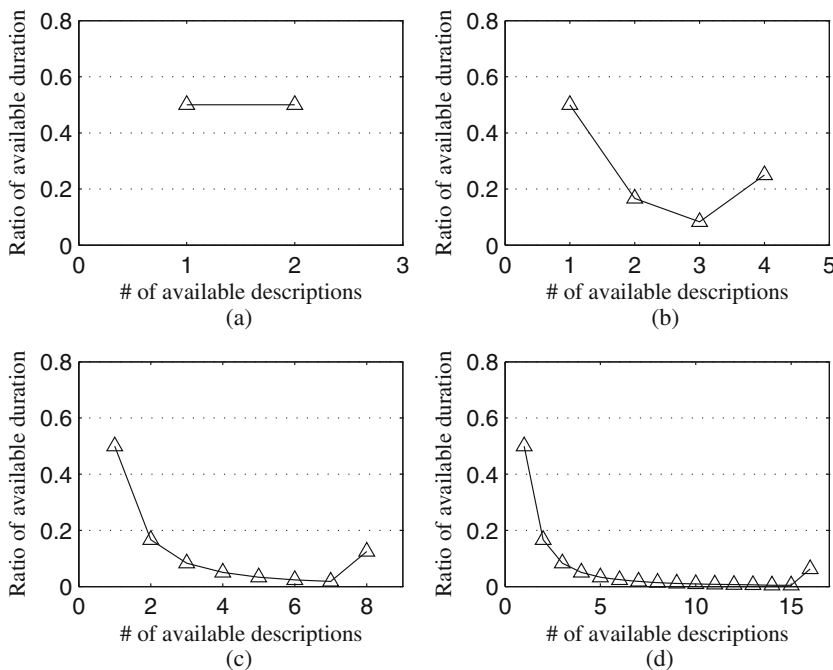 0.8
0.6
0.4
0.2
0
Ratio of available duration
0 1 2 3
# of available descriptions
(a)
0.8
0.6
0.4
0.2
0
Ratio of available duration
0 1 2 3 4 5
# of available descriptions
(b)
0.8
0.6
0.4
0.2
0
Ratio of available duration
0 2 4 6 8
# of available descriptions
(c)
0.8
0.6
0.4
0.2
0
Ratio of available duration
0 5 10 15
# of available descriptions
(d)